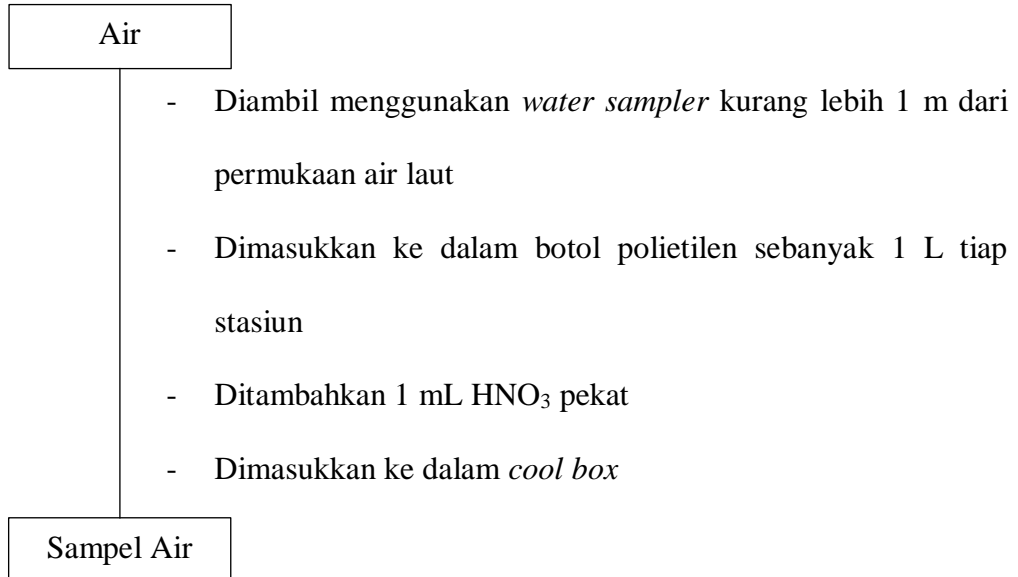 Air
- Diambil menggunakan water sampler kurang lebih 1 m dari
permukaan air laut
- Dimasukkan ke dalam botol polietilen sebanyak 1 L tiap
stasiun
- Ditambahkan 1 mL HNO₃ pekat
- Dimasukkan ke dalam cool box
Sampel Air